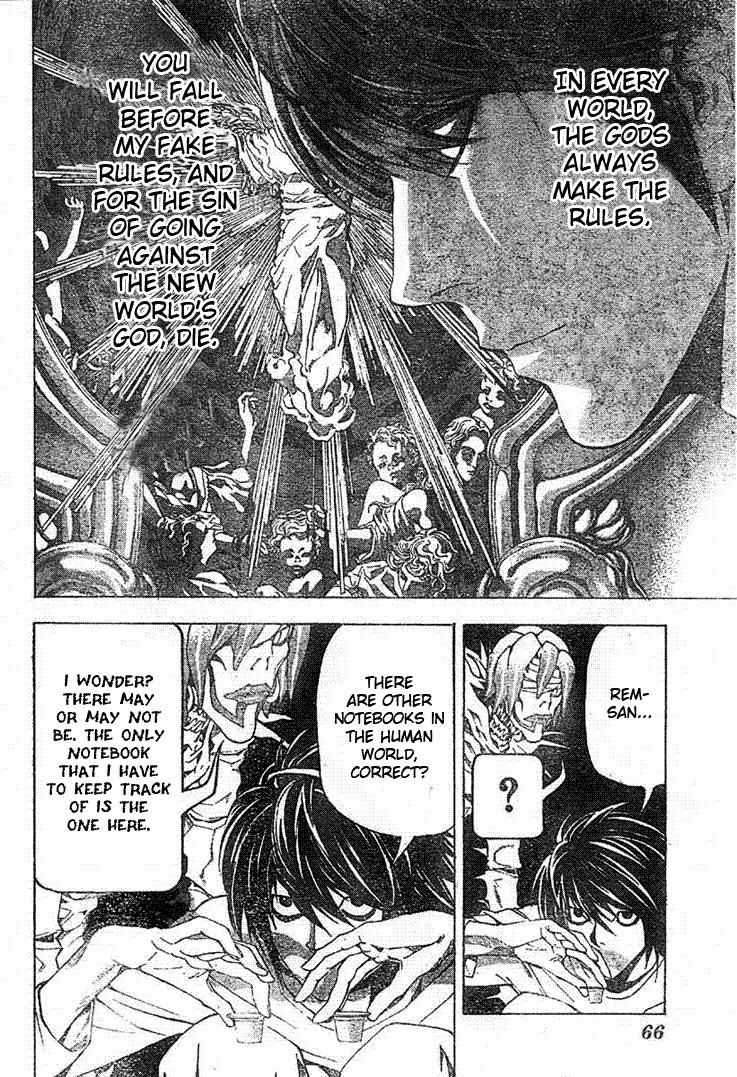 IN EVERY
WORLD,
THE GODS
ALWAYS
MAKE THE
RULES.
YOU
WILL FALL
BEFORE
MY FAKE
RULES, AND
FOR THE SIN
OF GOING
AGAINST
THE NEW
WORLD'S
GOD, DIE.
REM-
SAN...
?
THERE
ARE OTHER
NOTEBOOKS IN
THE HUMAN
WORLD,
CORRECT?
I WONDER?
THERE MAY
OR MAY NOT
BE. THE ONLY
NOTEBOOK
THAT I HAVE
TO KEEP TRACK
OF IS THE
ONE HERE.
66